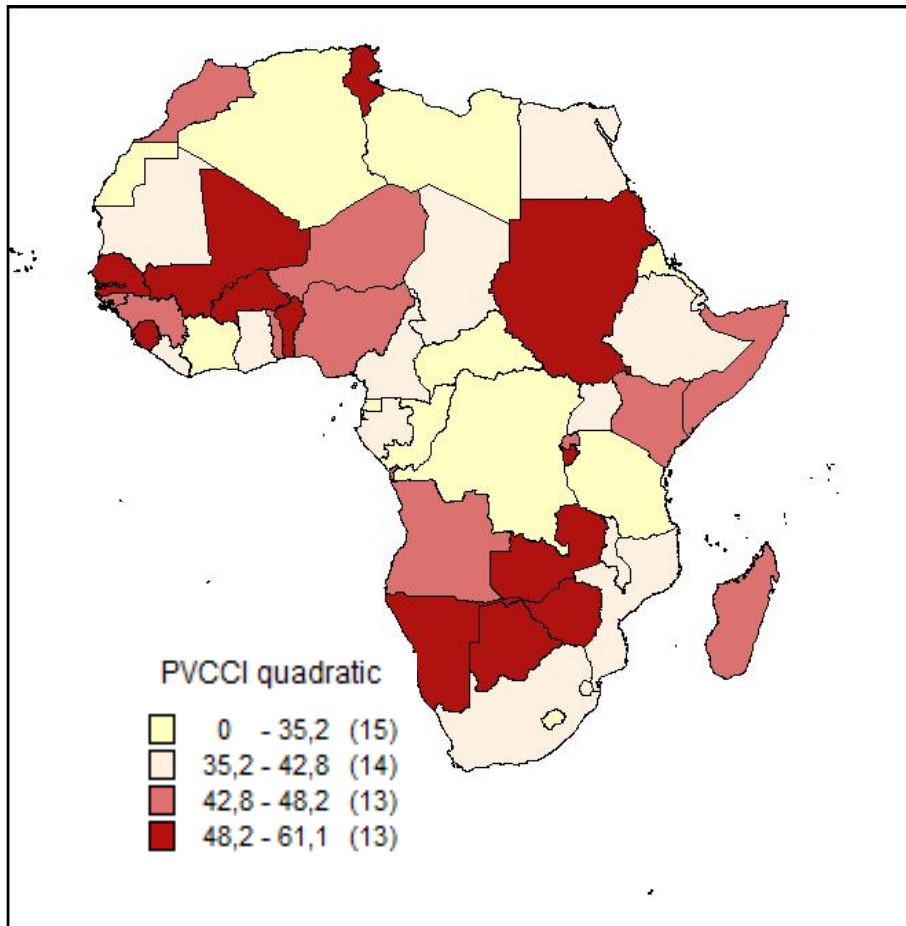 PVCCI quadratic
0 - 35,2 (15)
35,2 - 42,8 (14)
42,8 - 48,2 (13)
48,2 - 61,1 (13)